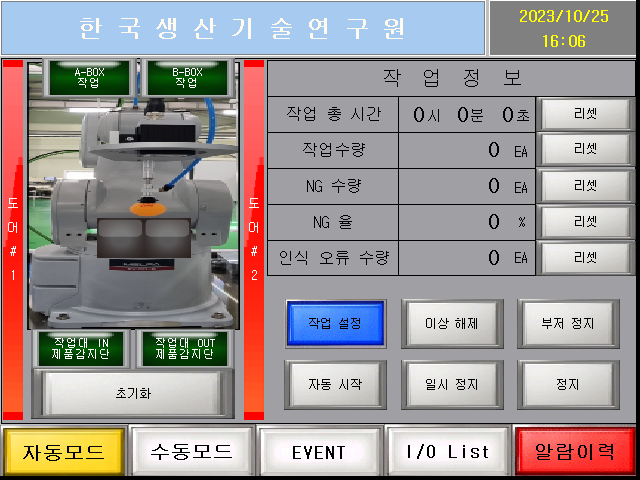 한국생산기술연구원
2023/10/25
16:06
A-BOX
작업
B-BOX
작업
도어#1
도어#2
작업대 IN
제품감지단
작업대 OUT
제품감지단
초기화
작 업 정 보
작업 총 시간 0시 0분 0초 리셋
작업수량 0 EA 리셋
NG 수량 0 EA 리셋
NG 율 0 % 리셋
인식 오류 수량 0 EA 리셋
작업 설정 이상 해제 부저 정지
자동 시작 일시 정지 정지
자동모드 수동모드 EVENT I/O List 알람이력